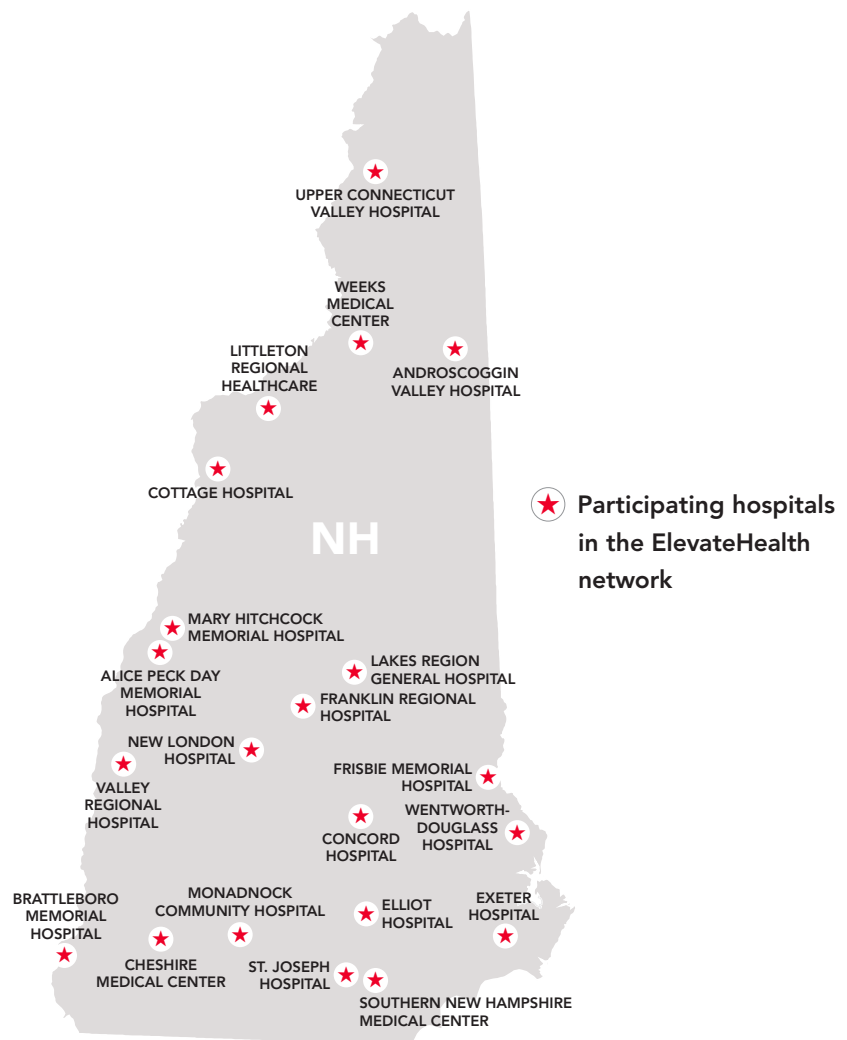 UPPER CONNECTICUT
VALLEY HOSPITAL
WEEKS
MEDICAL
CENTER
LITTLETON
REGIONAL
HEALTHCARE
ANDROSCOGGIN
VALLEY HOSPITAL
COTTAGE HOSPITAL
Participating hospitals
in the ElevateHealth
network
NH
MARY HITCHCOCK
MEMORIAL HOSPITAL
ALICE PECK DAY
MEMORIAL
HOSPITAL
LAKES REGION
GENERAL HOSPITAL
FRANKLIN REGIONAL
HOSPITAL
NEW LONDON
HOSPITAL
VALLEY
REGIONAL
HOSPITAL
FRISBIE MEMORIAL
HOSPITAL
WENTWORTH-
DOUGLASS
HOSPITAL
CONCORD
HOSPITAL
BRATTLEBORO
MEMORIAL
HOSPITAL
MONADNOCK
COMMUNITY HOSPITAL
ELLIOT
HOSPITAL
EXETER
HOSPITAL
CHESHIRE
MEDICAL CENTER
ST. JOSEPH
HOSPITAL
SOUTHERN NEW HAMPSHIRE
MEDICAL CENTER